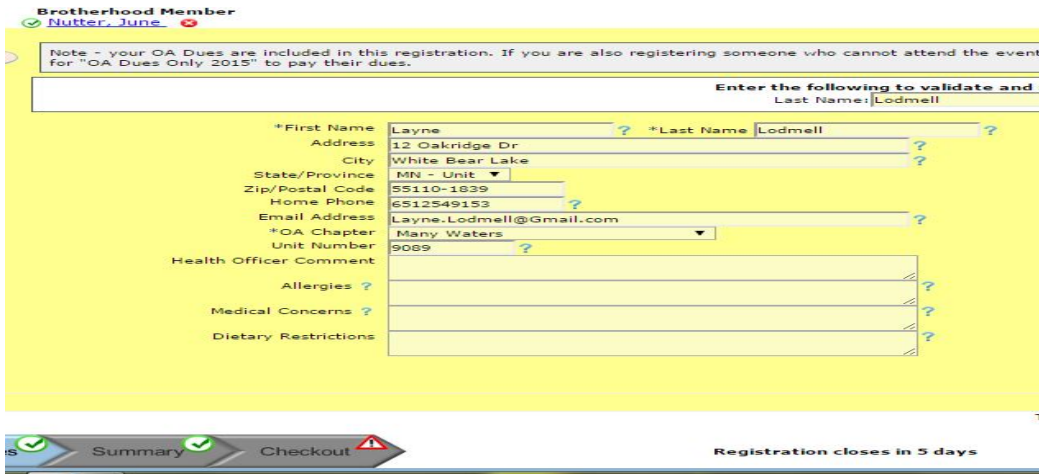 Brotherhood Member
Nutter, June
Note - your OA Dues are included in this registration. If you are also registering someone who cannot attend the event
for "OA Dues Only 2015" to pay their dues.
Enter the following to validate and
Last Name: Lodmell
*First Name Layne ? *Last Name Lodmell ?
Address 12 Oakridge Dr ?
City White Bear Lake ?
State/Province MN - Unit
Zip/Postal Code 55110-1839
Home Phone 6512549153 ?
Email Address Layne.Lodmell@Gmail.com ?
*OA Chapter Many Waters
Unit Number 9089 ?
Health Officer Comment
Allergies ? ?
Medical Concerns ? ?
Dietary Restrictions ?
s Summary Checkout Registration closes in 5 days